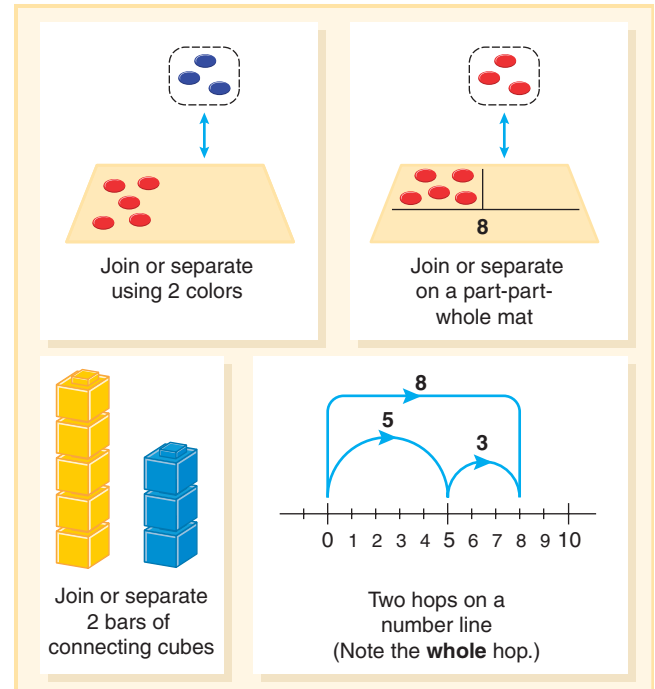 Join or separate
using 2 colors
8
Join or separate
on a part-part-
whole mat
Join or separate
2 bars of
connecting cubes
8
5
3
0 1 2 3 4 5 6 7 8 9 10
Two hops on a
number line
(Note the whole hop.)